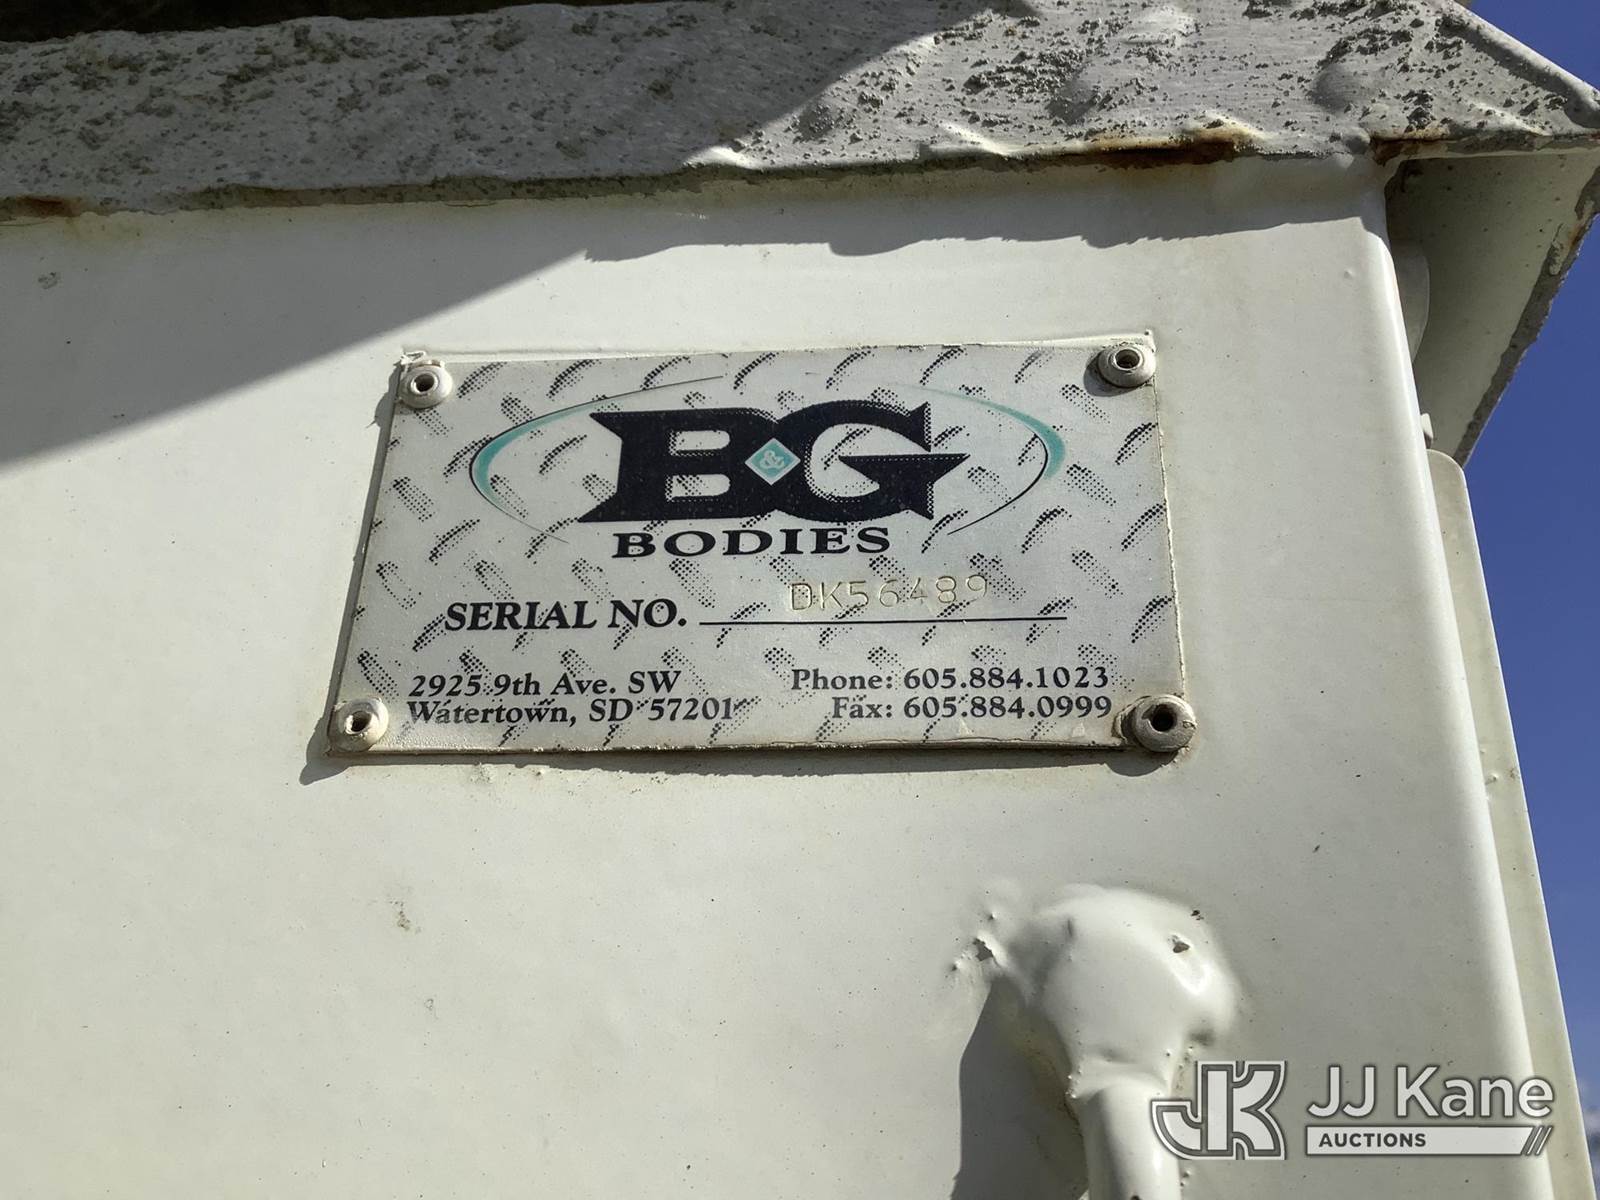 B&G
BODIES
SERIAL NO. DK56489
2925 9th Ave. SW
Watertown, SD 57201
Phone: 605.884.1023
Fax: 605.884.0999
JK JJ Kane
AUCTIONS